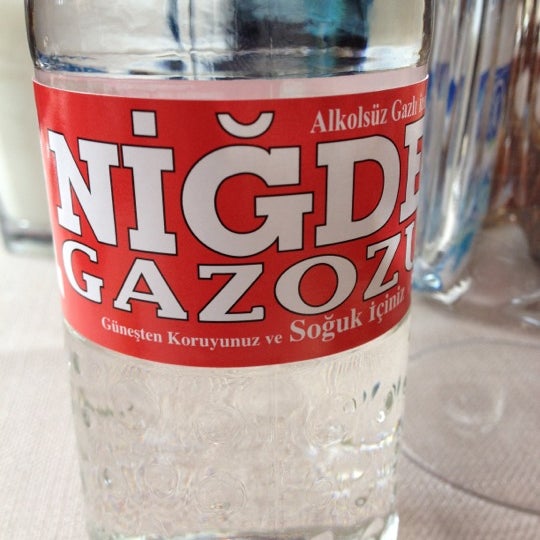 Alkolsüz Gazlı
NİĞDE
GAZOZU
Güneşten Koruyunuz ve Soğuk İçiniz